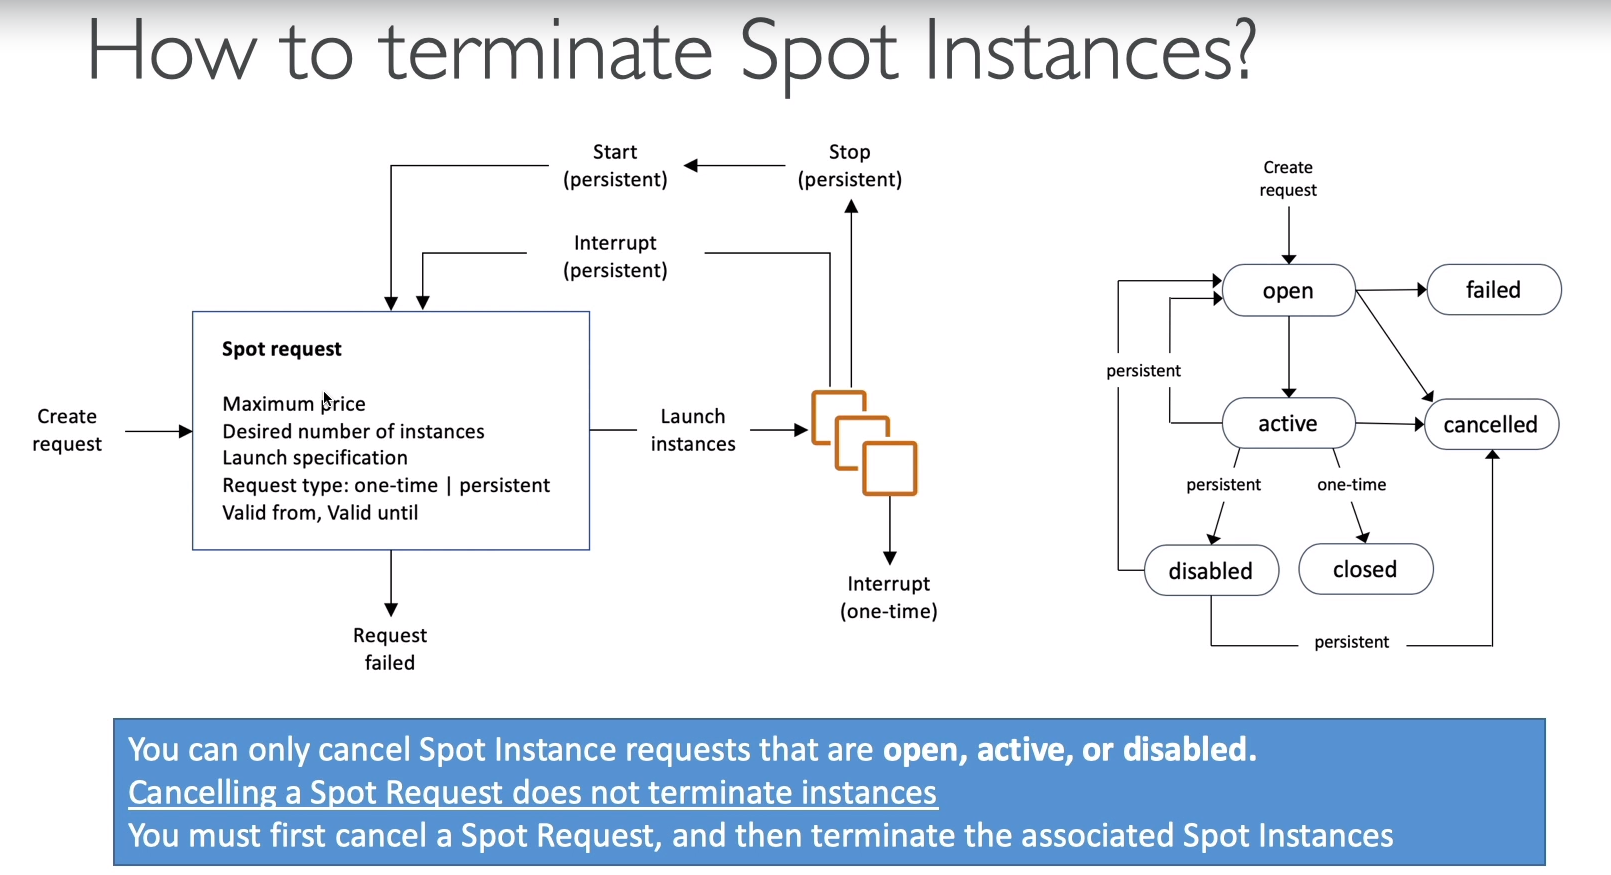 How to terminate Spot Instances?
Start
(persistent)
Stop
(persistent)
Interrupt
(persistent)
Spot request
Maximum price
Desired number of instances
Launch specification
Request type: one-time | persistent
Valid from, Valid until
Create
request
Launch
instances
Interrupt
(one-time)
Request
failed
Create
request
open
failed
persistent
active
cancelled
persistent
one-time
disabled
closed
persistent
You can only cancel Spot Instance requests that are open, active, or disabled.
Cancelling a Spot Request does not terminate instances
You must first cancel a Spot Request, and then terminate the associated Spot Instances